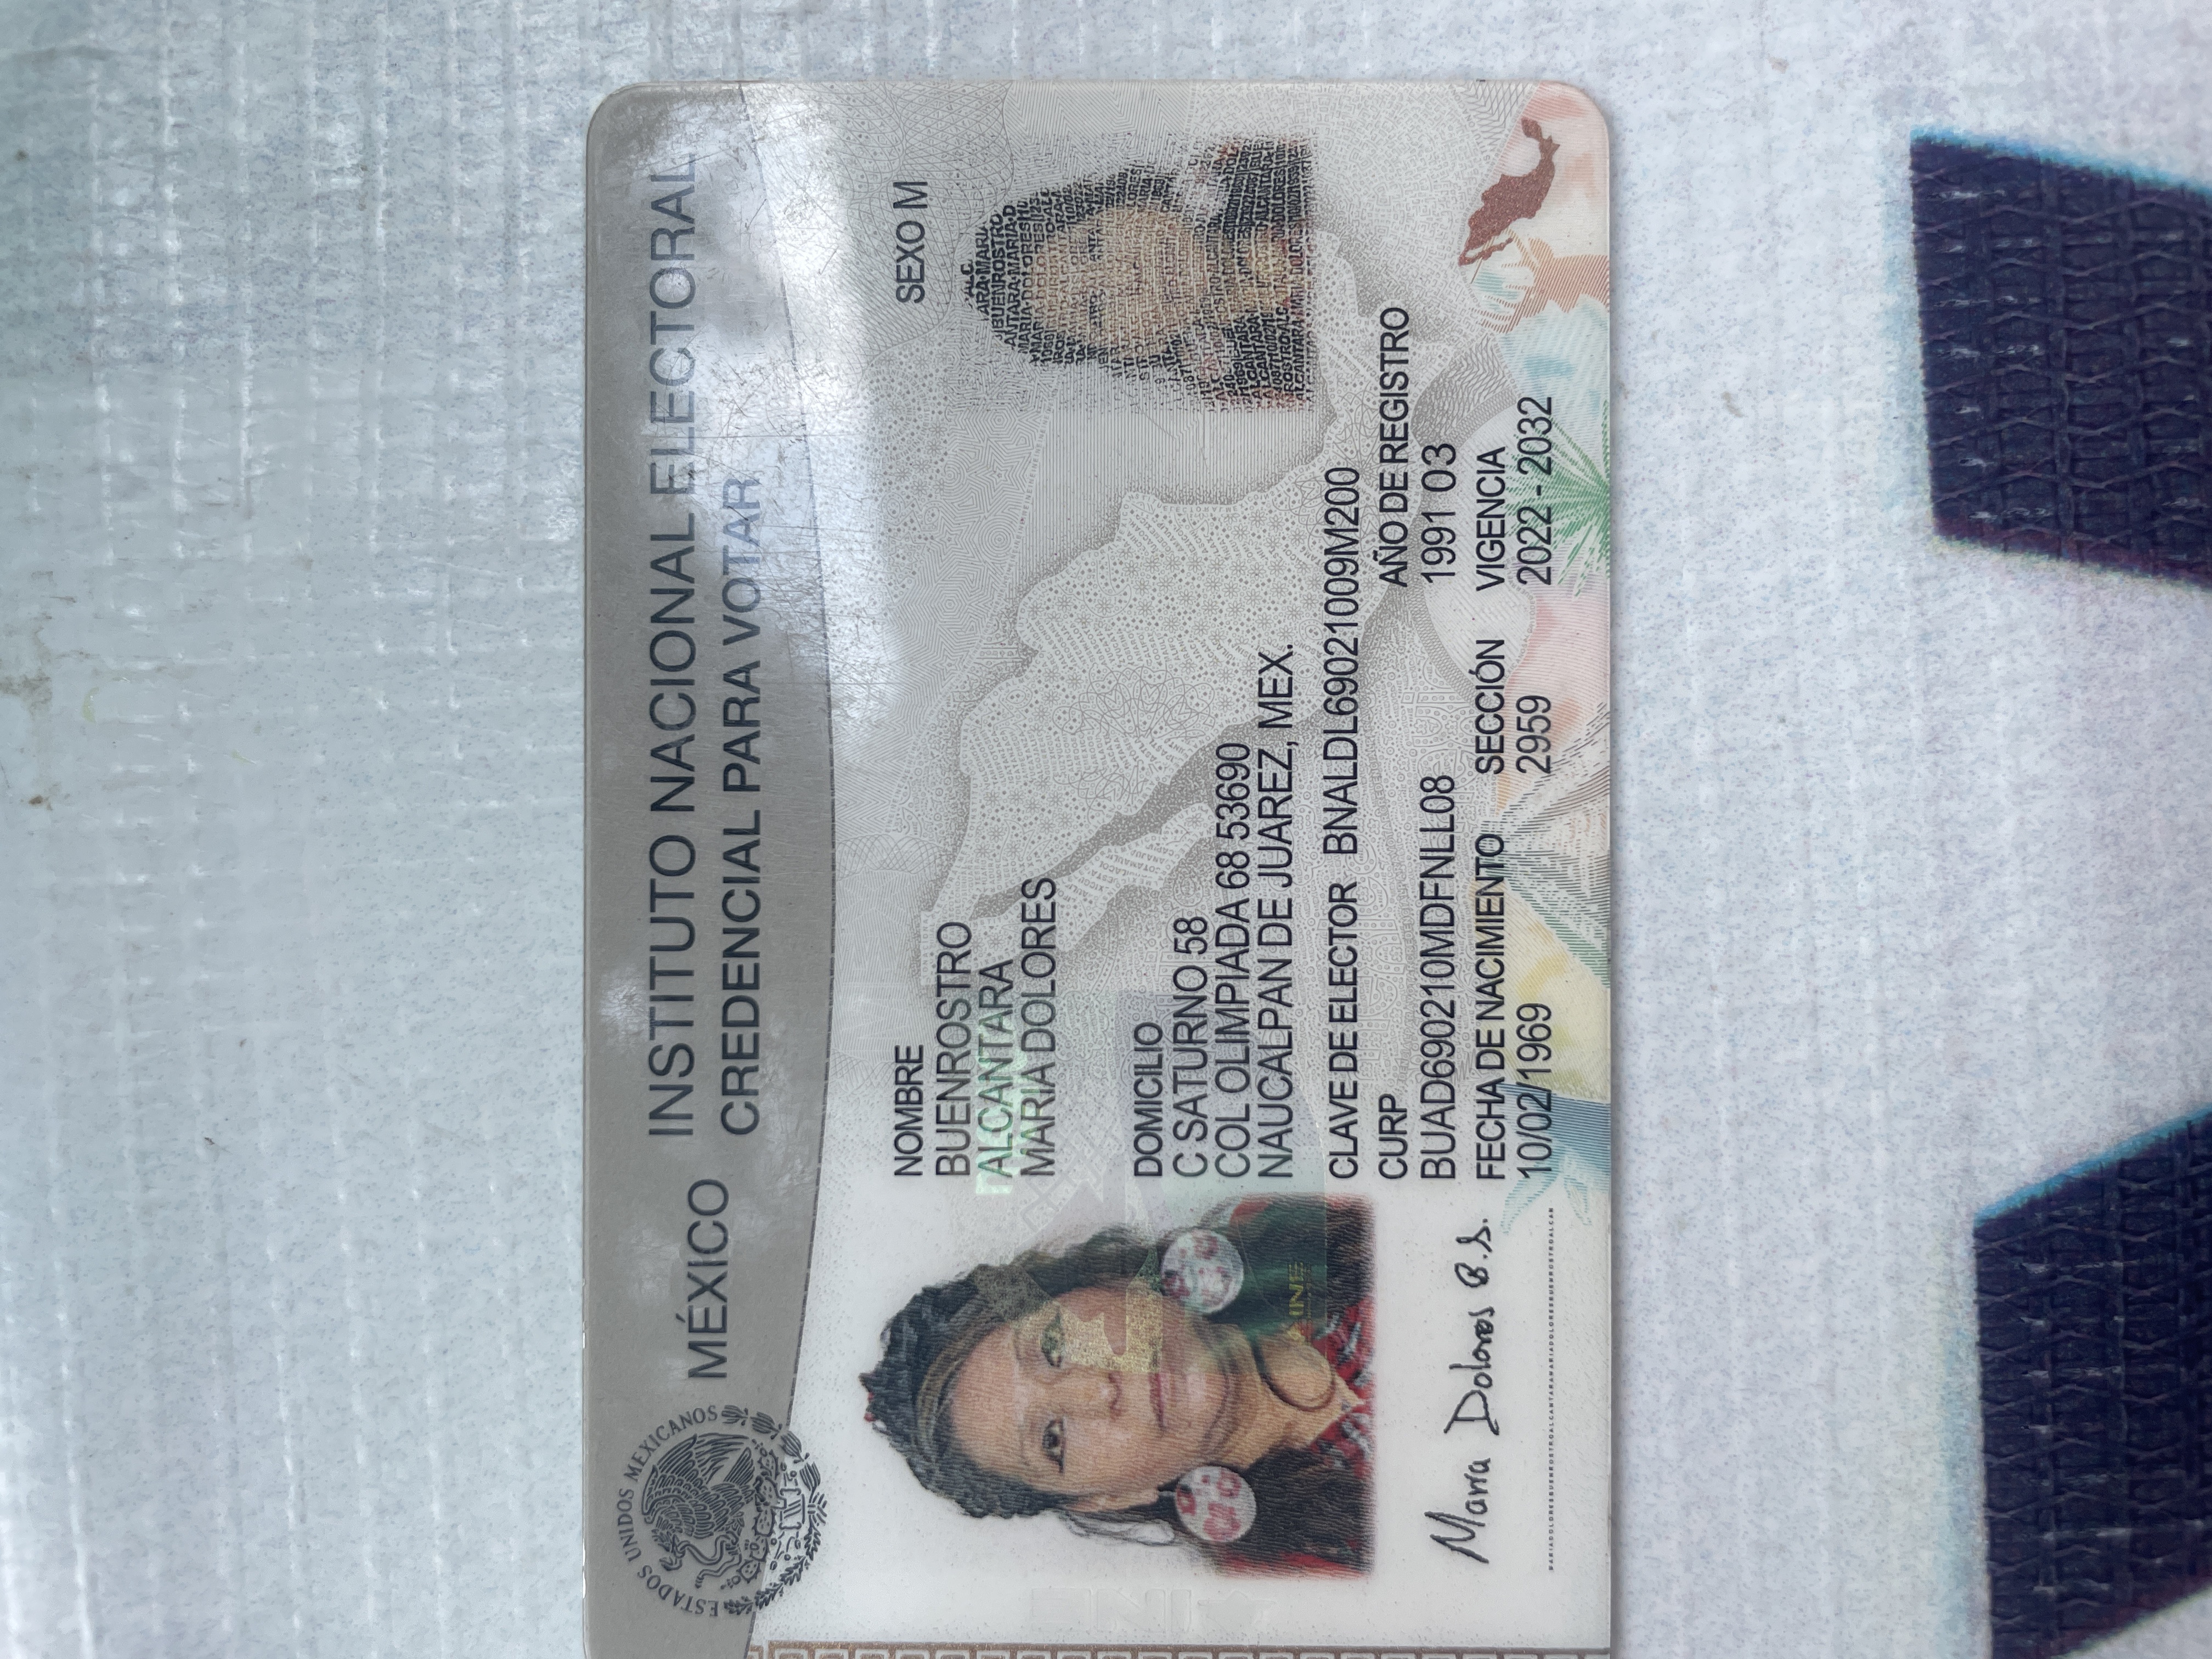 ESTADOS UNIDOS MEXICANOS
MÉXICO INSTITUTO NACIONAL ELECTORAL
CREDENCIAL PARA VOTAR
NOMBRE
BUENROSTRO
ALCANTARA
MARIA DOLORES
SEXO M
DOMICILIO
C SATURNO 58
COL OLIMPIADA 68 53690
NAUCALPAN DE JUAREZ, MEX.
CLAVE DE ELECTOR BNALDL69021009M200
CURP
BUAD690210MDFNLL08
AÑO DE REGISTRO
1991 03
FECHA DE NACIMIENTO
10/02/1969
SECCIÓN
2959
VIGENCIA
2022 - 2032
INE
Maria Dolores B.A.